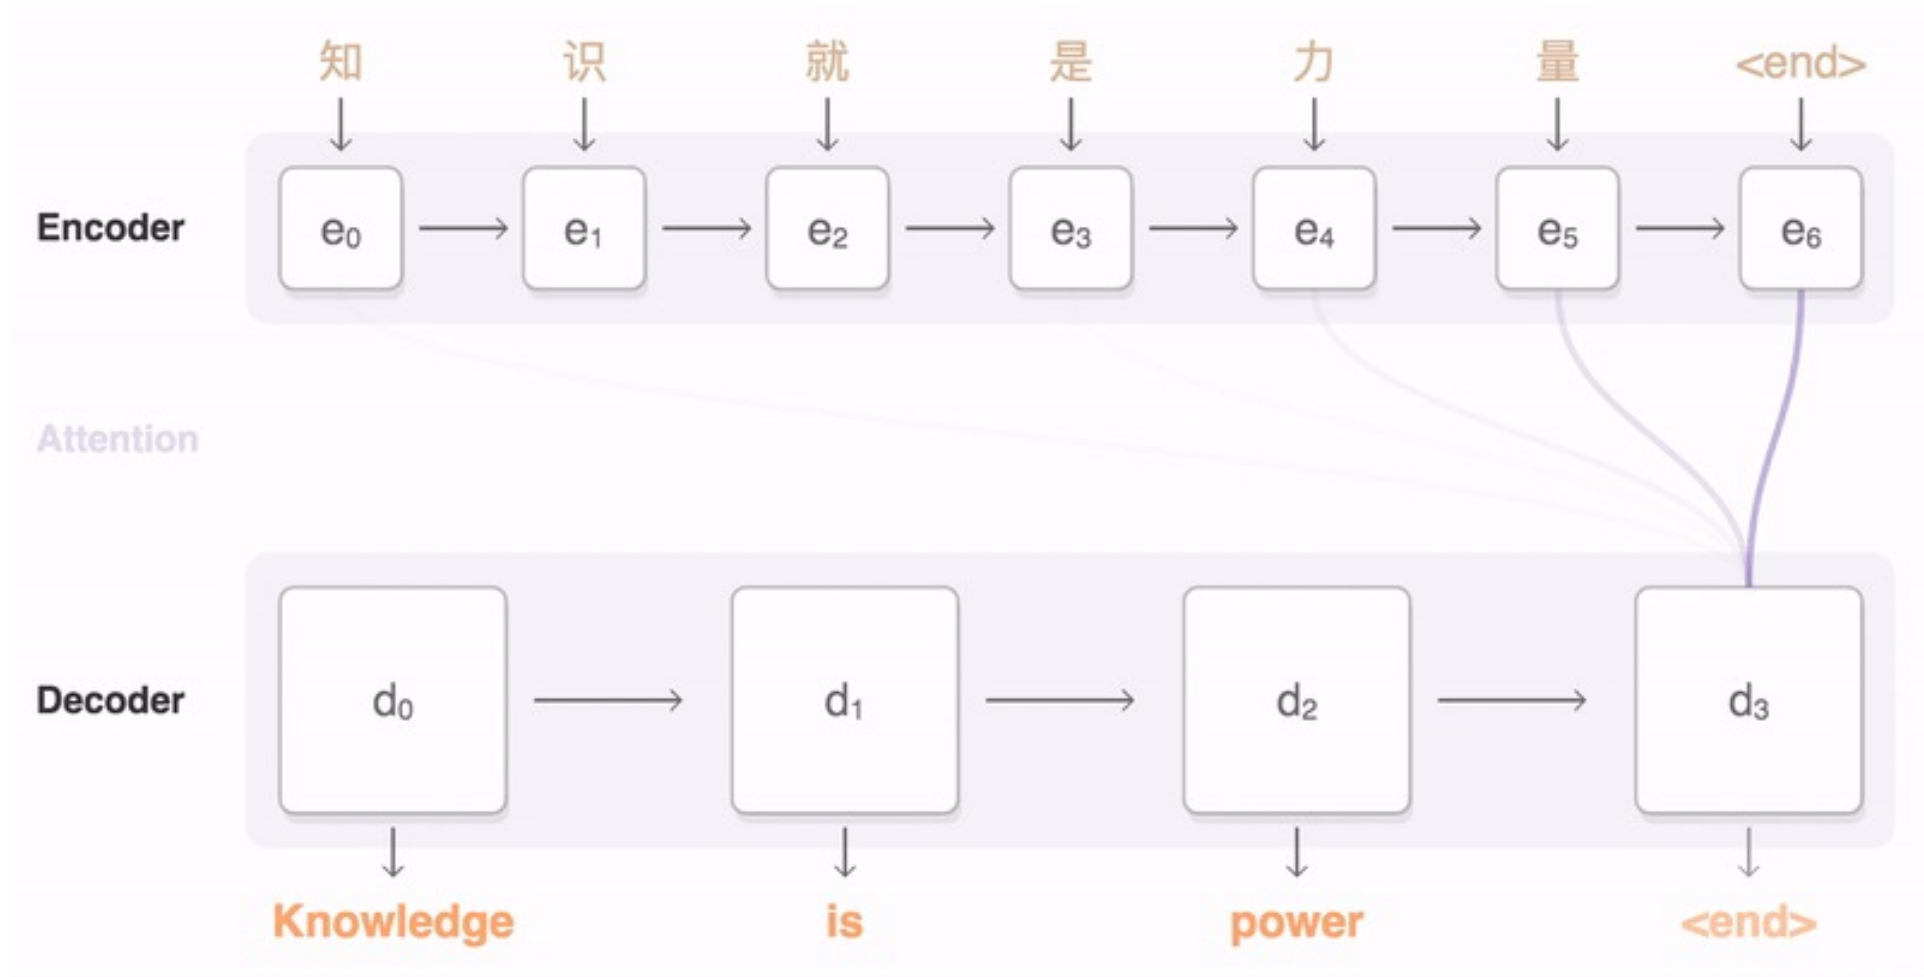 知 识 就 是 力 量 <end>
Encoder e₀ e₁ e₂ e₃ e₄ e₅ e₆
Attention
Decoder d₀ d₁ d₂ d₃
Knowledge is power <end>